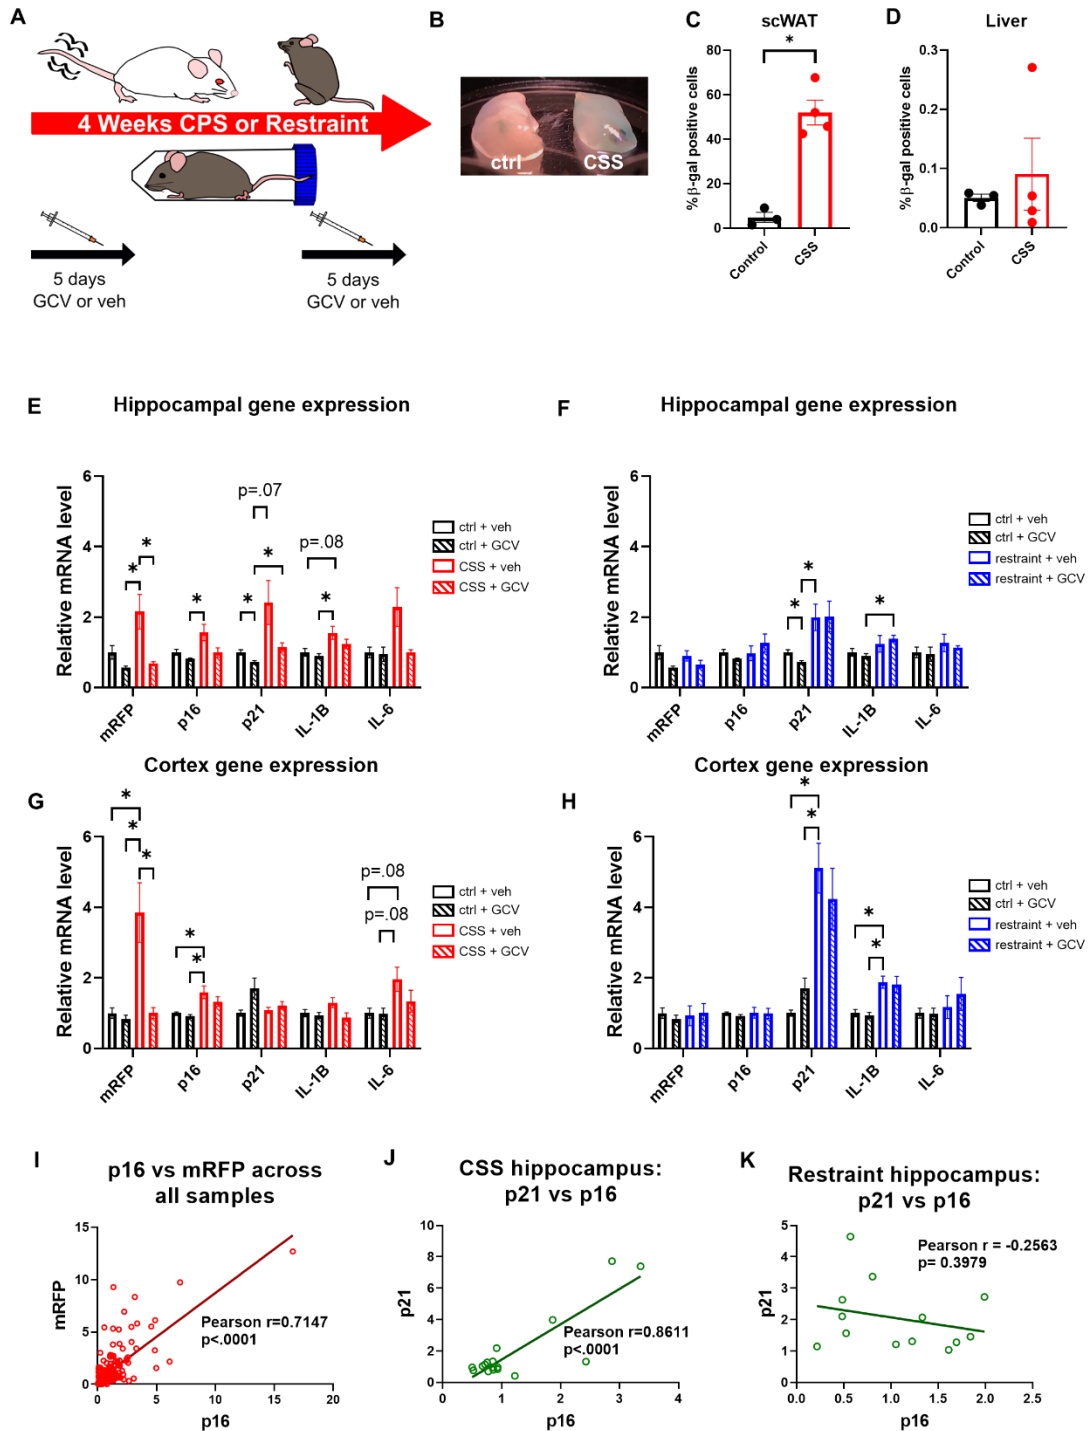 A
4 Weeks CPS or Restraint
5 days
GCV or veh
5 days
GCV or veh
B
ctrl
CSS
C
scWAT
%β-gal positive cells
80
60
40
20
0
*
Control
CSS
D
Liver
%β-gal positive cells
0.3
0.2
0.1
0.0
Control
CSS
E
Hippocampal gene expression
Relative mRNA level
6
4
2
0
p=.07
p=.08
*
*
*
*
*
*
mRFP
p16
p21
IL-1B
IL-6
ctrl + veh
ctrl + GCV
CSS + veh
CSS + GCV
F
Hippocampal gene expression
Relative mRNA level
6
4
2
0
*
*
*
mRFP
p16
p21
IL-1B
IL-6
ctrl + veh
ctrl + GCV
restraint + veh
restraint + GCV
Cortex gene expression
G
Relative mRNA level
6
4
2
0
*
*
*
*
*
p=.08
p=.08
mRFP
p16
p21
IL-1B
IL-6
ctrl + veh
ctrl + GCV
CSS + veh
CSS + GCV
Cortex gene expression
H
Relative mRNA level
6
4
2
0
*
*
*
*
mRFP
p16
p21
IL-1B
IL-6
ctrl + veh
ctrl + GCV
restraint + veh
restraint + GCV
I
p16 vs mRFP across
all samples
mRFP
15
10
5
0
Pearson r=0.7147
p<.0001
0
5
10
15
20
p16
J
CSS hippocampus:
p21 vs p16
p21
10
8
6
4
2
0
Pearson r=0.8611
p<.0001
0
1
2
3
4
p16
K
Restraint hippocampus:
p21 vs p16
p21
5
4
3
2
1
0
Pearson r = -0.2563
p= 0.3979
0.0
0.5
1.0
1.5
2.0
2.5
p16